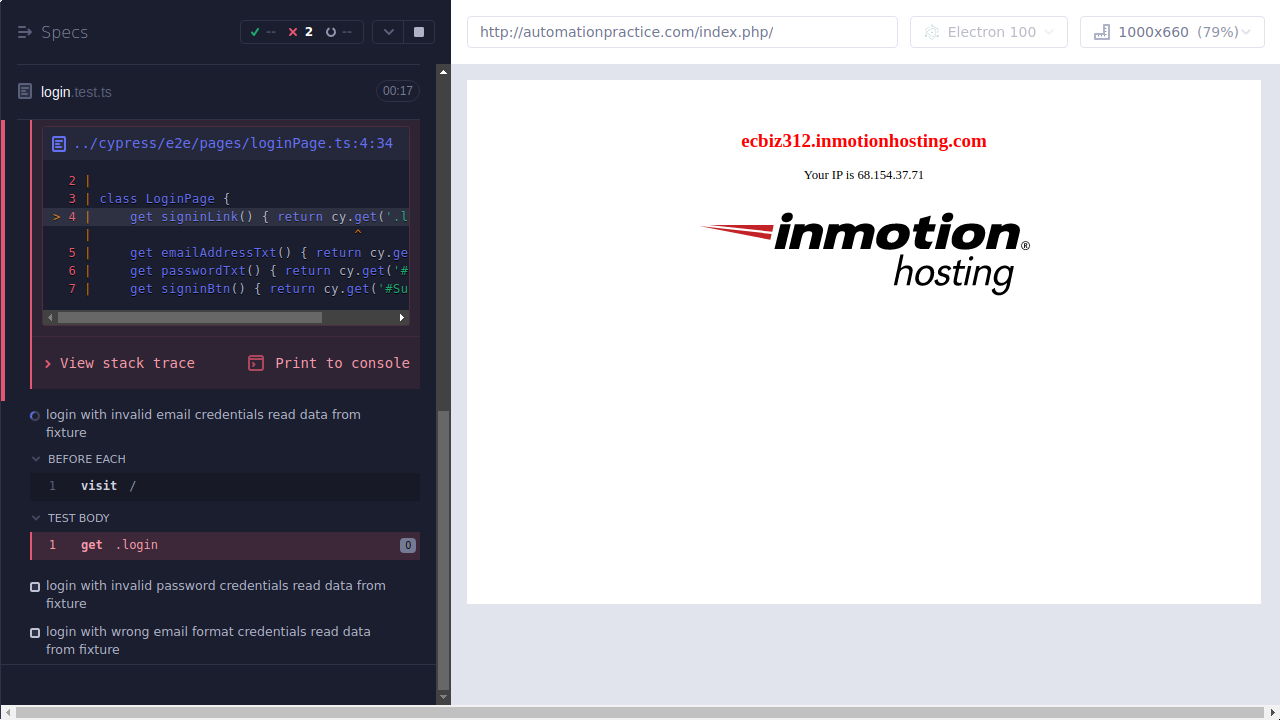 Specs
-- 2 --
login.test.ts
00:17
../cypress/e2e/pages/loginPage.ts:4:34
2 |
3 | class LoginPage {
> 4 |     get signinLink() { return cy.get('.l
|                                   ^
5 |     get emailAddressTxt() { return cy.ge
6 |     get passwordTxt() { return cy.get('#
7 |     get signinBtn() { return cy.get('#Su
View stack trace
Print to console
login with invalid email credentials read data from
fixture
BEFORE EACH
1 visit /
TEST BODY
1 get .login 0
login with invalid password credentials read data from
fixture
login with wrong email format credentials read data
from fixture
http://automationpractice.com/index.php/
Electron 100
1000x660 (79%)
ecbiz312.inmotionhosting.com
Your IP is 68.154.37.71
inmotion®
hosting